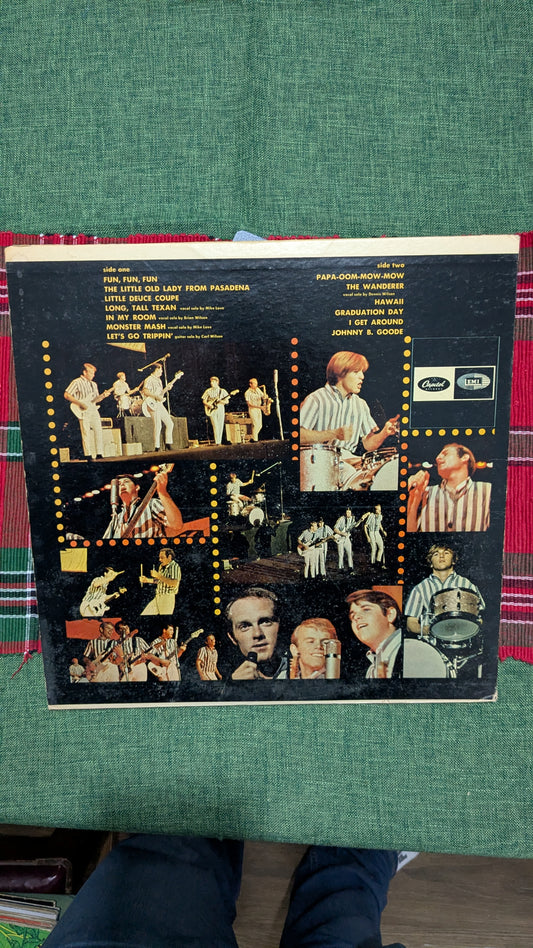 side one
FUN, FUN, FUN
THE LITTLE OLD LADY FROM PASADENA
LITTLE DEUCE COUPE
LONG, TALL TEXAN vocal solo by Mike Love
IN MY ROOM vocal solo by Brian Wilson
MONSTER MASH vocal solo by Mike Love
LET'S GO TRIPPIN' guitar solo by Carl Wilson
side two
PAPA-OOM-MOW-MOW
THE WANDERER
vocal solo by Dennis Wilson
HAWAII
GRADUATION DAY
I GET AROUND
JOHNNY B. GOODE
Capitol
RECORDS
EMI